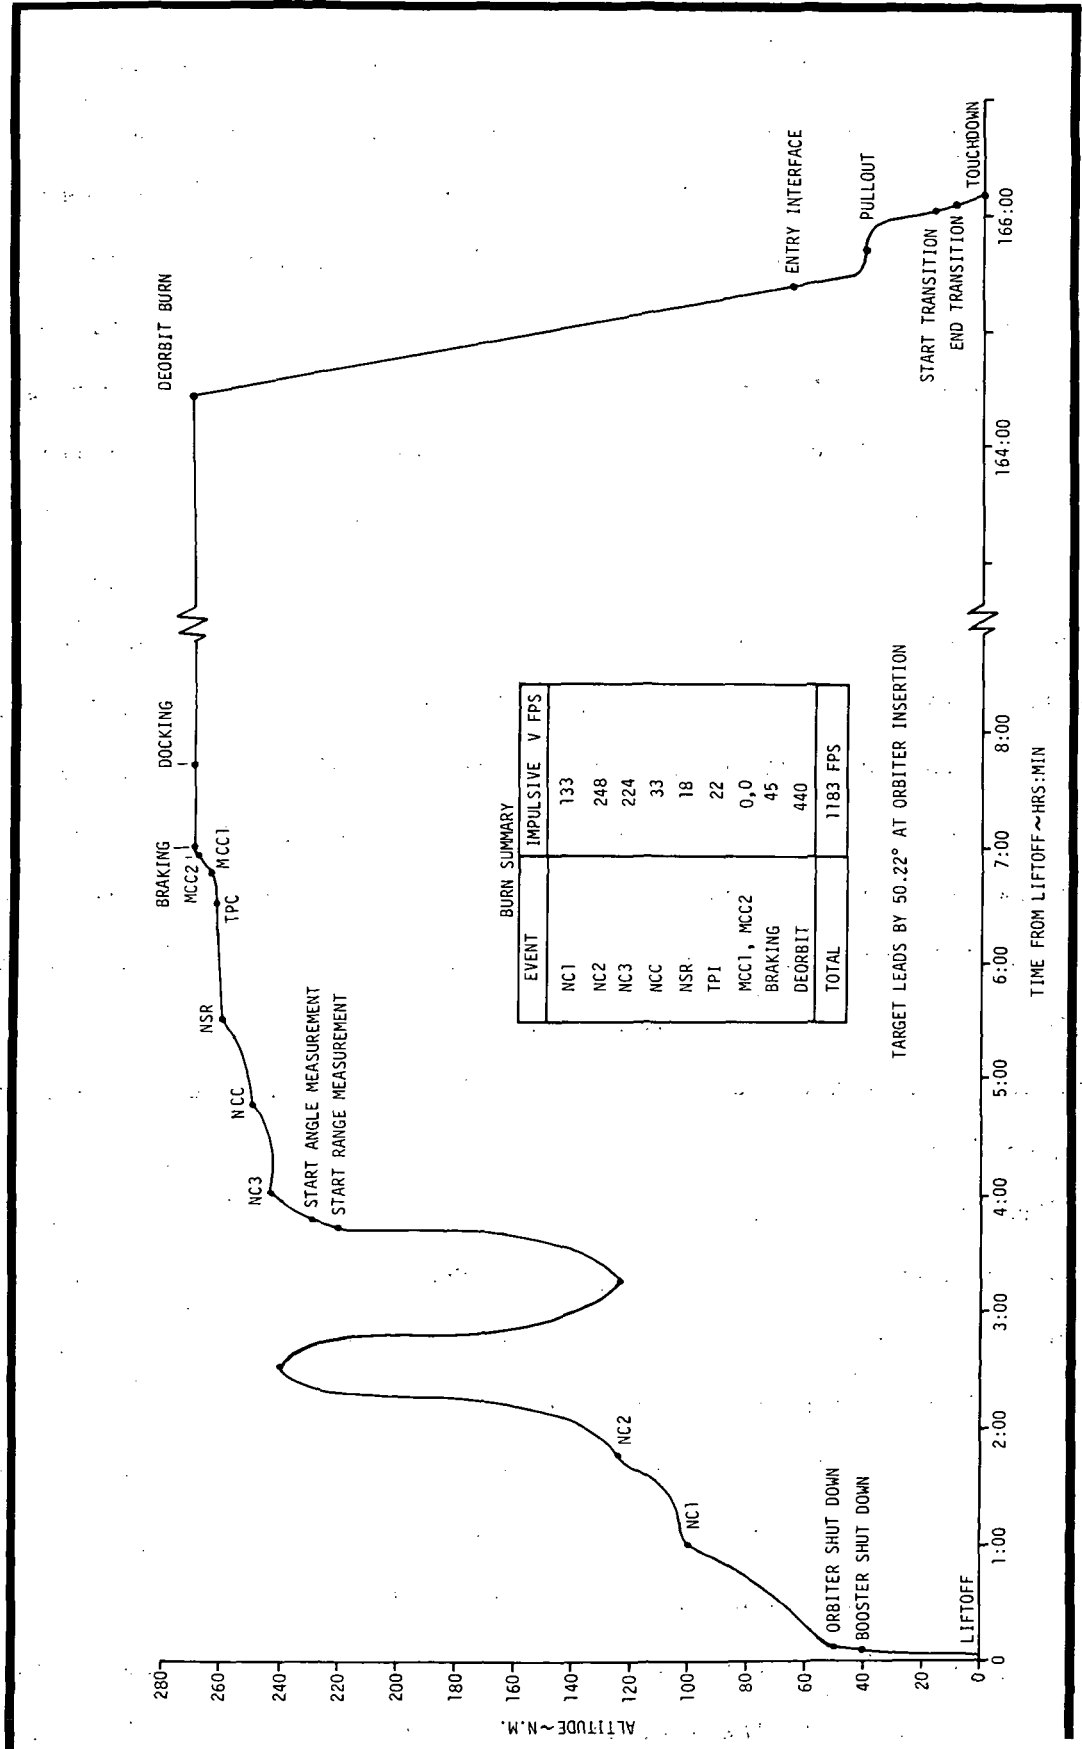 DEORBIT BURN
BRAKING
DOCKING
MCC2
MCC1
TPC
NSR
NCC
NC3
START ANGLE MEASUREMENT
START RANGE MEASUREMENT
NC2
NC1
ORBITER SHUT DOWN
BOOSTER SHUT DOWN
LIFTOFF
ENTRY INTERFACE
PULLOUT
START TRANSITION
END TRANSITION
TOUCHDOWN
BURN SUMMARY
EVENT IMPULSIVE V FPS
NC1 133
NC2 248
NC3 224
NCC 33
NSR 18
TPI 22
MCC1, MCC2 0,0
BRAKING 45
DEORBIT 440
TOTAL 1183 FPS
TARGET LEADS BY 50.22° AT ORBITER INSERTION
ALTITUDE~N.M.
280
260
240
220
200
180
160
140
120
100
80
60
40
20
0
0 1:00 2:00 3:00 4:00 5:00 6:00 7:00 8:00 164:00 166:00
TIME FROM LIFTOFF~HRS:MIN